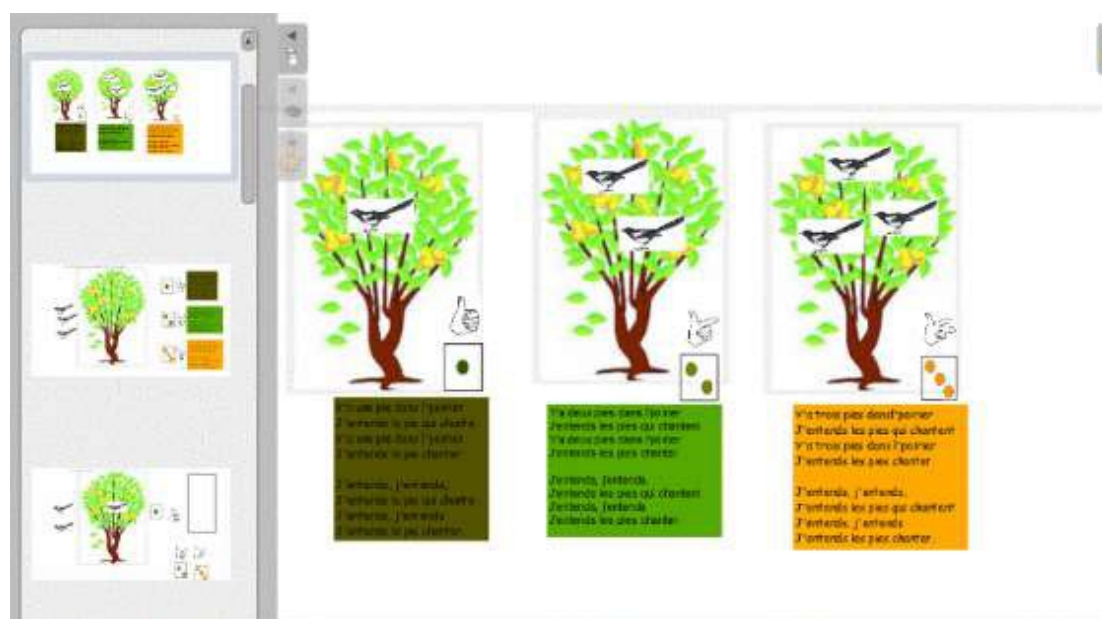 Y'a une pie dans l'poirier
J'entends la pie qui chante
Y'a une pie dans l'poirier
J'entends la pie chanter
J'entends, j'entends,
J'entends la pie qui chante
J'entends, j'entends
J'entends la pie chanter
Y'a deux pies dans l'poirier
J'entends les pies qui chantent
Y'a deux pies dans l'poirier
J'entends les pies chanter
J'entends, j'entends,
J'entends les pies qui chantent
J'entends, j'entends
J'entends les pies chanter
Y'a trois pies dans l'poirier
J'entends les pies qui chantent
Y'a trois pies dans l'poirier
J'entends les pies chanter
J'entends, j'entends,
J'entends les pies qui chantent
J'entends, j'entends
J'entends les pies chanter.